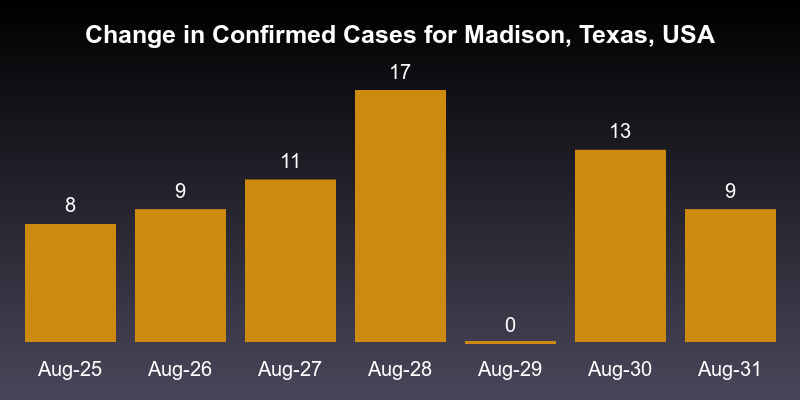 Change in Confirmed Cases for Madison, Texas, USA
8
9
11
17
0
13
9
Aug-25
Aug-26
Aug-27
Aug-28
Aug-29
Aug-30
Aug-31